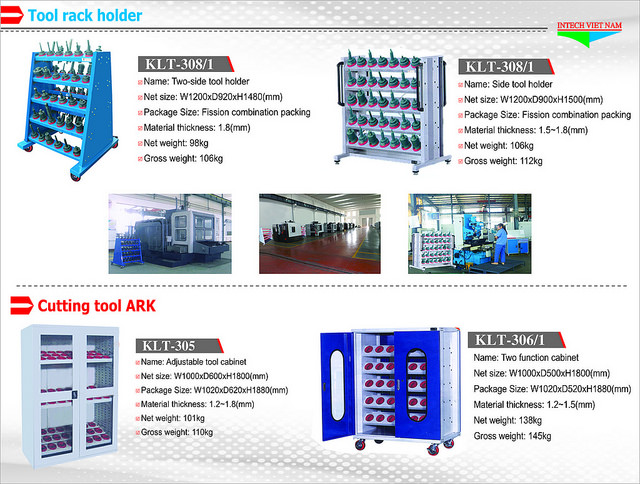 Tool rack holder
INTECH VIET NAM
KLT-308/1
Name: Two-side tool holder
Net size: W1200xD920xH1480(mm)
Package Size: Fission combination packing
Material thickness: 1.8(mm)
Net weight: 98kg
Gross weight: 106kg
KLT-308/1
Name: Side tool holder
Net size: W1200xD900xH1500(mm)
Package Size: Fission combination packing
Material thickness: 1.5~1.8(mm)
Net weight: 106kg
Gross weight: 112kg
Cutting tool ARK
KLT-305
Name: Adjustable tool cabinet
Net size: W1000xD600xH1800(mm)
Package Size: W1020xD620xH1880(mm)
Material thickness: 1.2~1.8(mm)
Net weight: 101kg
Gross weight: 110kg
KLT-306/1
Name: Two function cabinet
Net size: W1000xD500xH1800(mm)
Package Size: W1020xD520xH1880(mm)
Material thickness: 1.2~1.5(mm)
Net weight: 138kg
Gross weight: 145kg